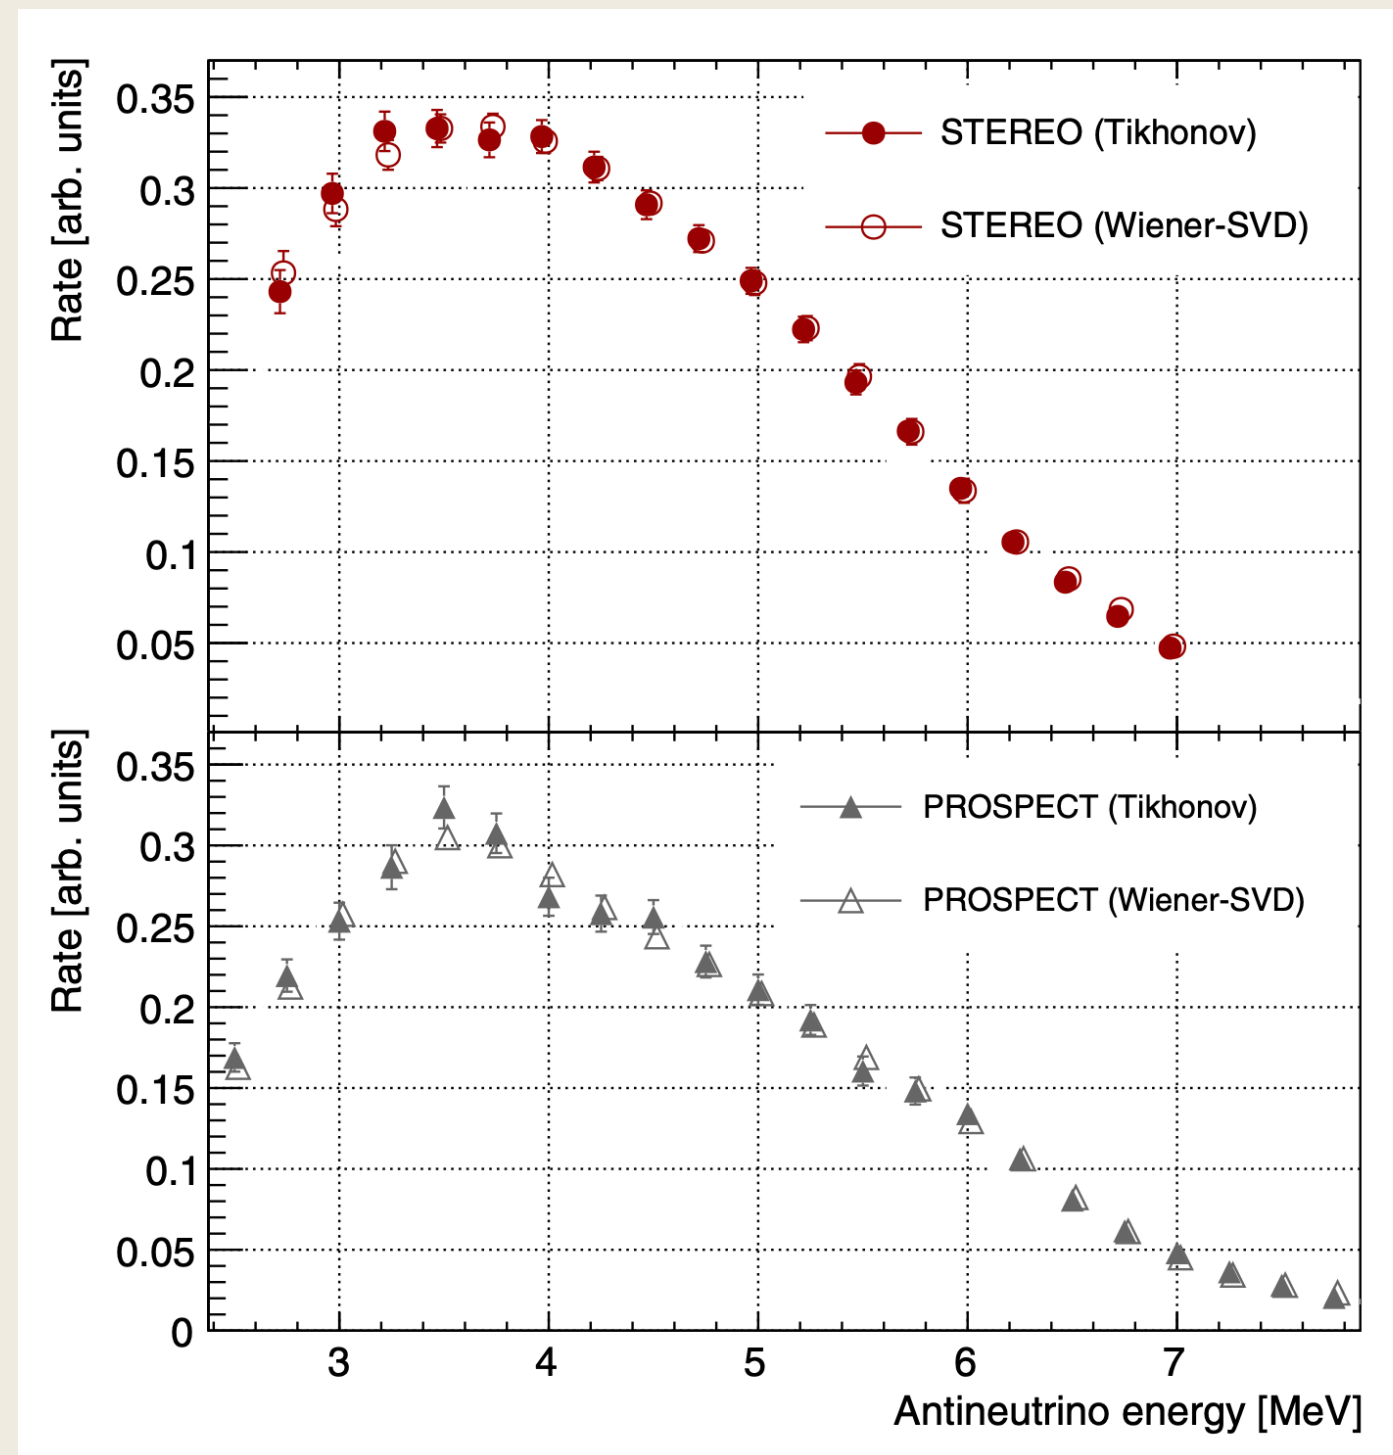 Rate [arb. units]
0.35
0.3
0.25
0.2
0.15
0.1
0.05
STEREO (Tikhonov)
STEREO (Wiener-SVD)
Rate [arb. units]
0.35
0.3
0.25
0.2
0.15
0.1
0.05
0
PROSPECT (Tikhonov)
PROSPECT (Wiener-SVD)
3 4 5 6 7
Antineutrino energy [MeV]